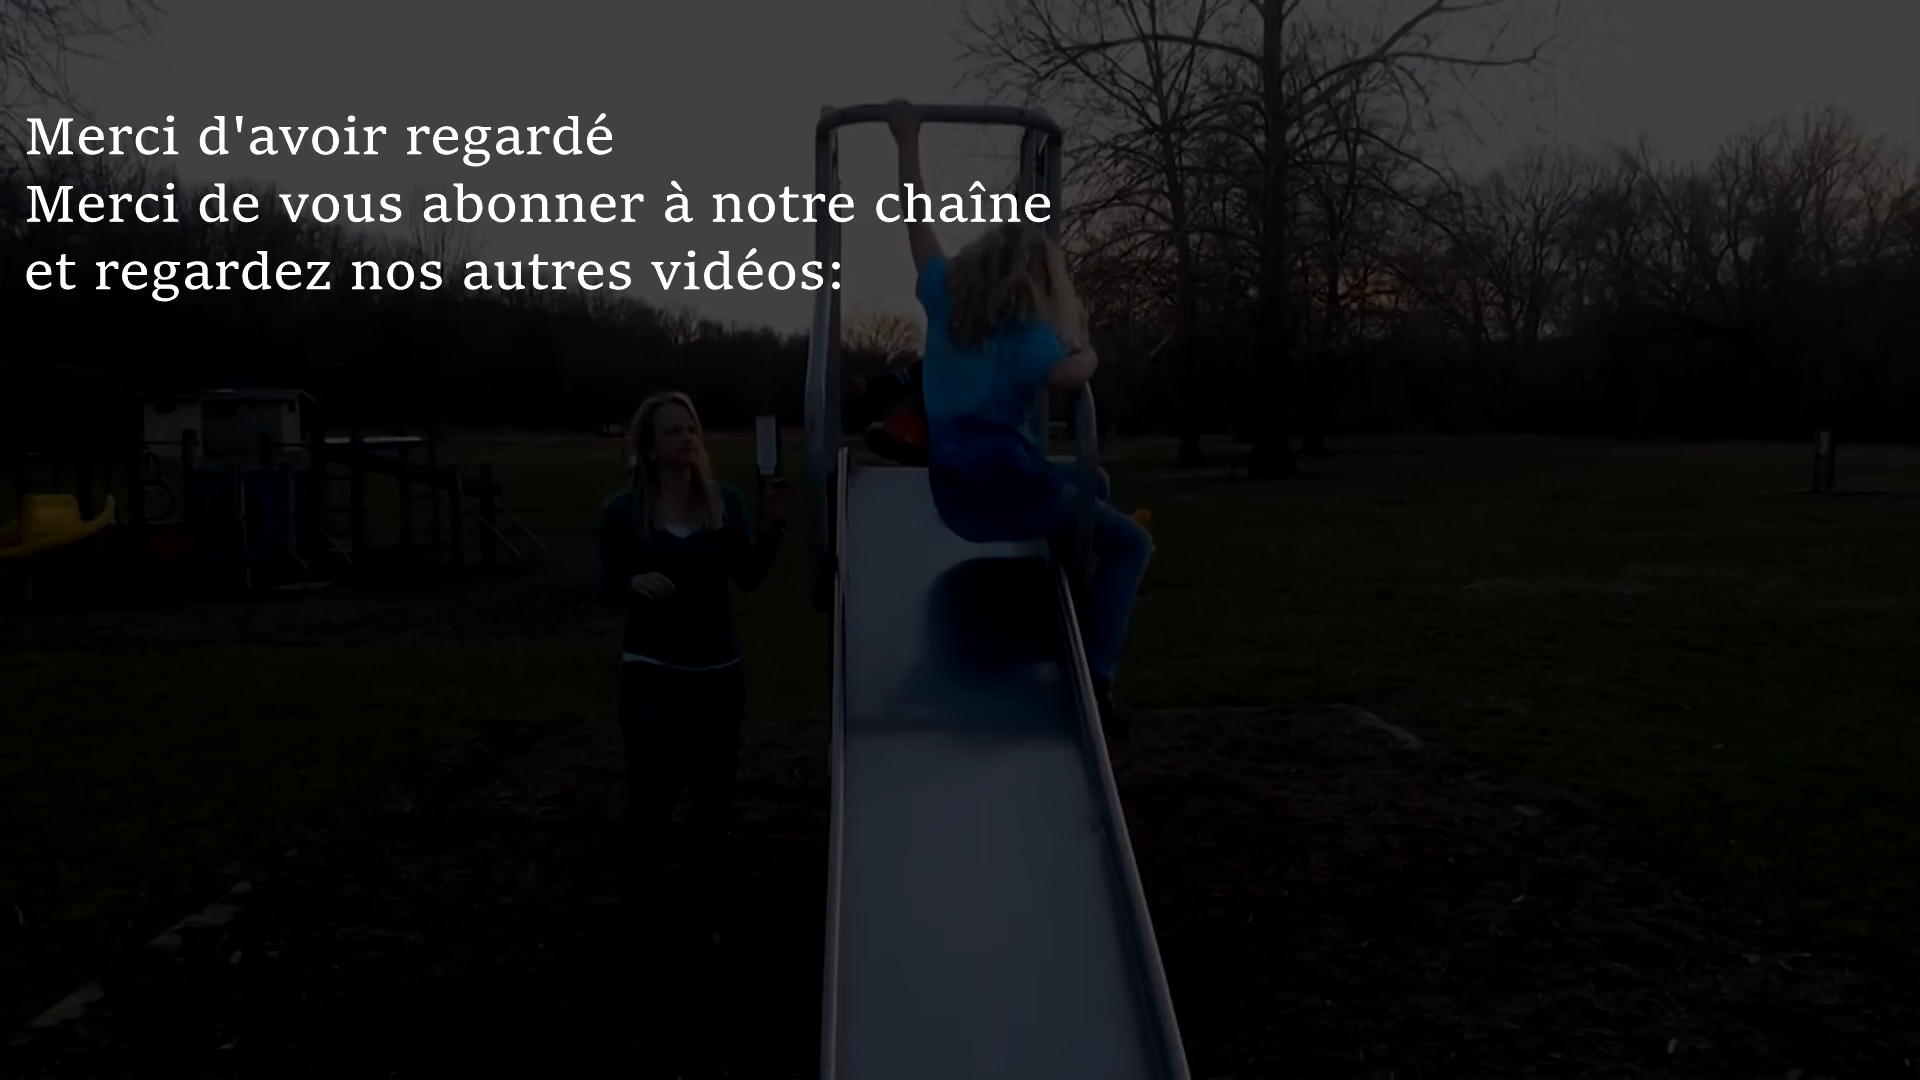 Merci d'avoir regardé
Merci de vous abonner à notre chaîne
et regardez nos autres vidéos: